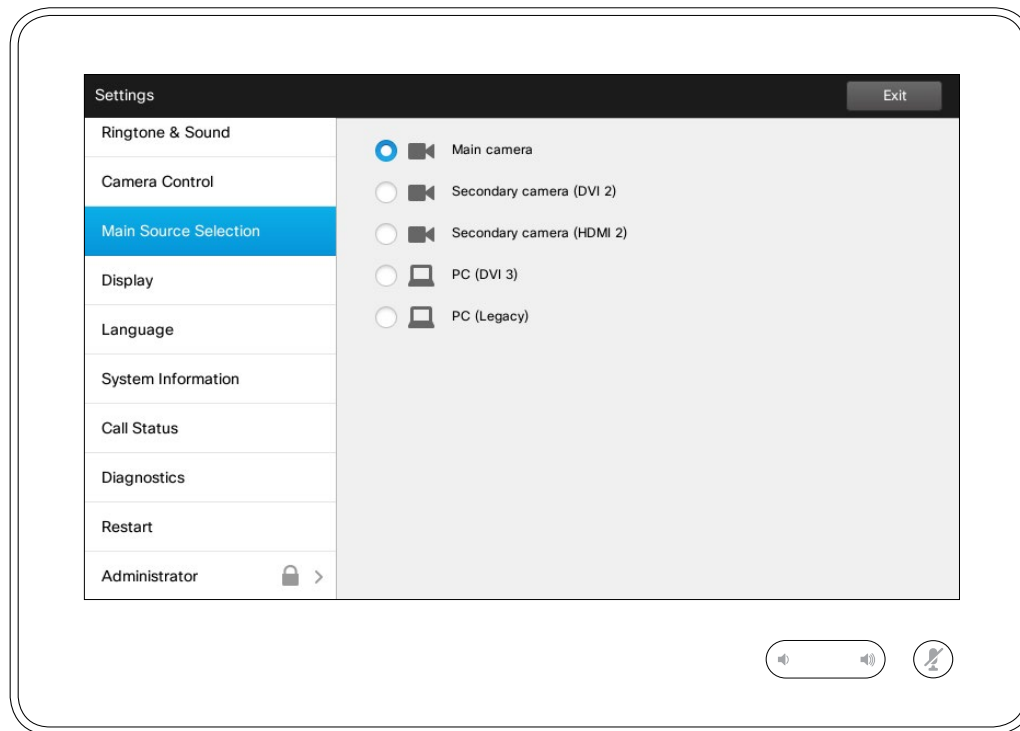 Settings
Exit
Ringtone & Sound
Camera Control
Main Source Selection
Display
Language
System Information
Call Status
Diagnostics
Restart
Administrator
Main camera
Secondary camera (DVI 2)
Secondary camera (HDMI 2)
PC (DVI 3)
PC (Legacy)